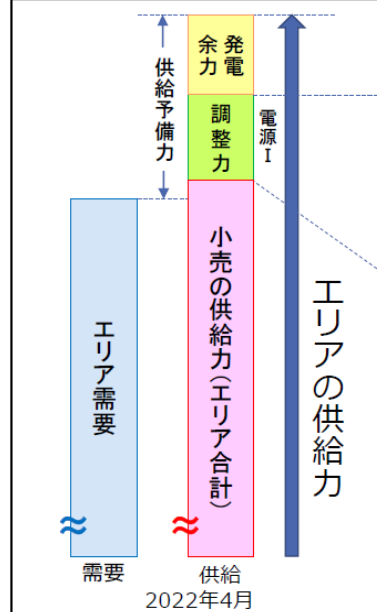 供給予備力
発電
余力
調整力
電源Ⅰ
小売の供給力(エリア合計)
エリア需要
エリアの供給力
需要
供給
2022年4月